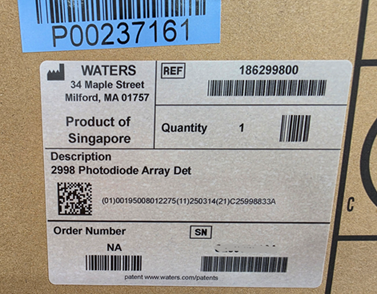 P00237161
WATERS
34 Maple Street
Milford, MA 01757
REF
186299800
Product of
Singapore
Quantity 1
Description
2998 Photodiode Array Det
(01)00195008012275(11)250314(21)C25998833A
Order Number
NA
SN
patent www.waters.com/patents
C